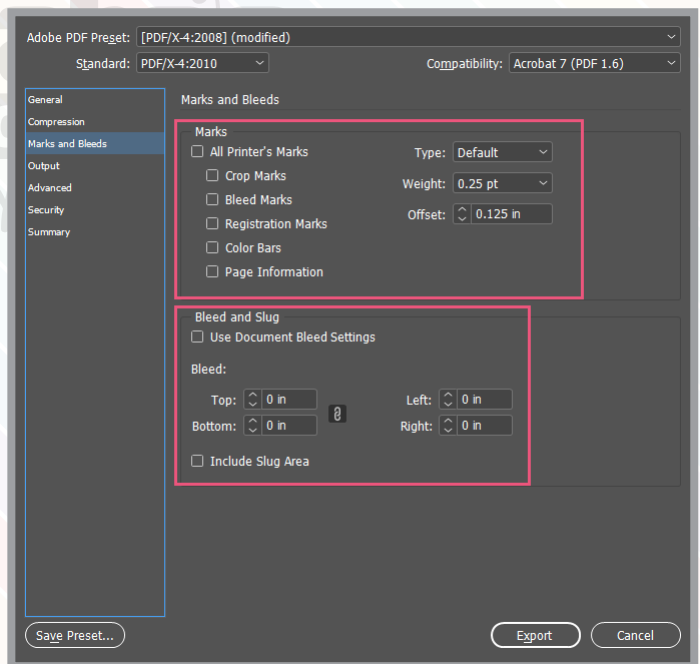 Adobe PDF Preset: [PDF/X-4:2008] (modified)
Standard: PDF/X-4:2010 Compatibility: Acrobat 7 (PDF 1.6)
General
Compression
Marks and Bleeds
Output
Advanced
Security
Summary
Marks and Bleeds
Marks
All Printer's Marks
Crop Marks
Bleed Marks
Registration Marks
Color Bars
Page Information
Type: Default
Weight: 0.25 pt
Offset: 0.125 in
Bleed and Slug
Use Document Bleed Settings
Bleed:
Top: 0 in Left: 0 in
Bottom: 0 in Right: 0 in
Include Slug Area
Save Preset... Export Cancel